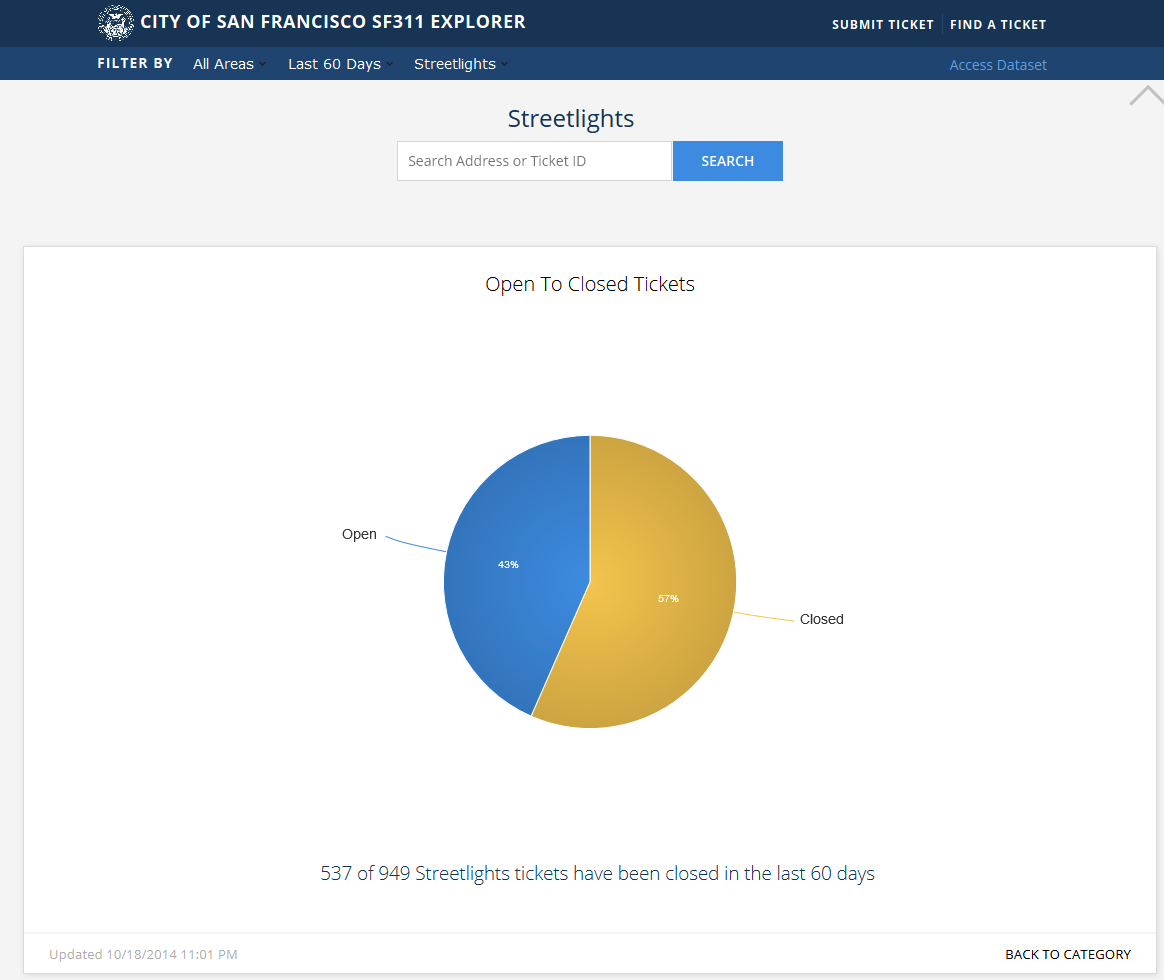 CITY OF SAN FRANCISCO SF311 EXPLORER
SUBMIT TICKET FIND A TICKET
FILTER BY All Areas Last 60 Days Streetlights Access Dataset
Streetlights
Search Address or Ticket ID SEARCH
Open To Closed Tickets
Open
43%
57%
Closed
537 of 949 Streetlights tickets have been closed in the last 60 days
Updated 10/18/2014 11:01 PM BACK TO CATEGORY